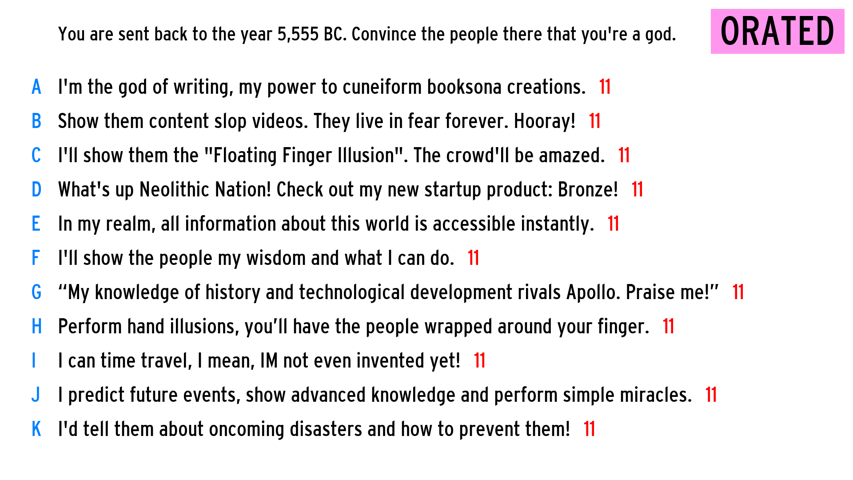 You are sent back to the year 5,555 BC. Convince the people there that you're a god.
ORATED
A I'm the god of writing, my power to cuneiform booksona creations. 11
B Show them content slop videos. They live in fear forever. Hooray! 11
C I'll show them the "Floating Finger Illusion". The crowd'll be amazed. 11
D What's up Neolithic Nation! Check out my new startup product: Bronze! 11
E In my realm, all information about this world is accessible instantly. 11
F I'll show the people my wisdom and what I can do. 11
G “My knowledge of history and technological development rivals Apollo. Praise me!” 11
H Perform hand illusions, you’ll have the people wrapped around your finger. 11
I I can time travel, I mean, IM not even invented yet! 11
J I predict future events, show advanced knowledge and perform simple miracles. 11
K I'd tell them about oncoming disasters and how to prevent them! 11